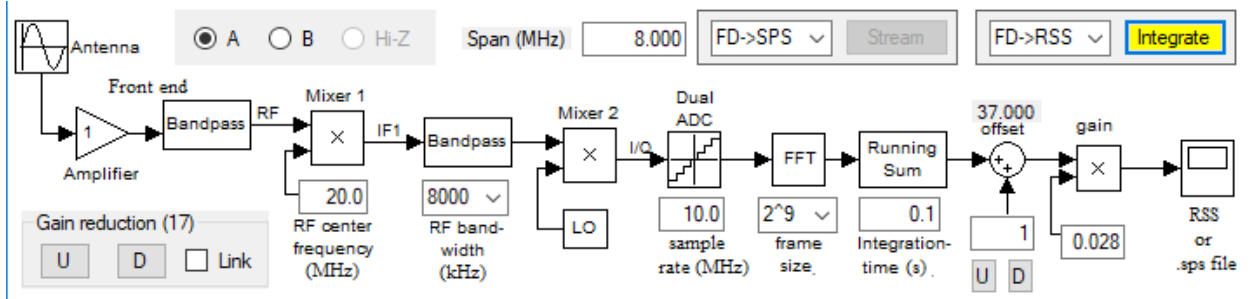 Antenna
A
B
Hi-Z
Span (MHz)
8.000
FD->SPS
Stream
FD->RSS
Integrate
Front end
1
Amplifier
Bandpass
RF
Mixer 1
×
20.0
RF center
frequency
(MHz)
IF1
Bandpass
8000
RF band-
width
(kHz)
Mixer 2
×
LO
I/Q
Dual
ADC
10.0
sample
rate (MHz)
FFT
2^9
frame
size.
Running
Sum
0.1
Integration-
time (s) .
37.000
offset
++
1
U D
gain
×
0.028
RSS
or
.sps file
Gain reduction (17)
U D Link